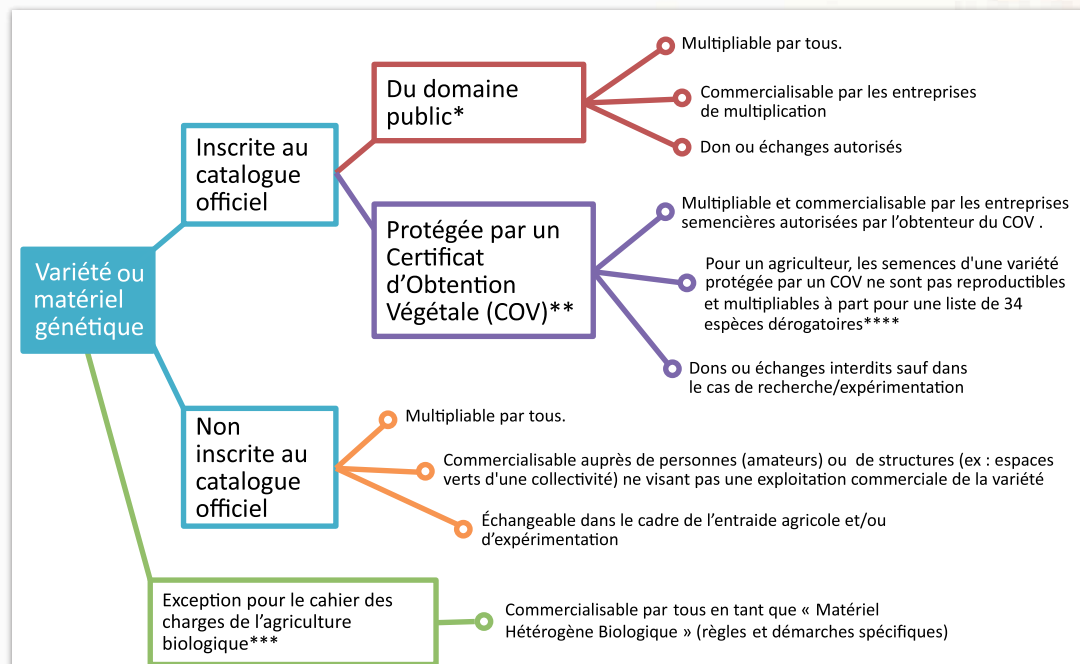 Variété ou
matériel
génétique
Inscrite au
catalogue
officiel
Du domaine
public*
Multipliable par tous.
Commercialisable par les entreprises
de multiplication
Don ou échanges autorisés
Protégée par un
Certificat
d’Obtention
Végétale (COV)**
Multipliable et commercialisable par les entreprises
semencières autorisées par l’obtenteur du COV .
Pour un agriculteur, les semences d'une variété
protégée par un COV ne sont pas reproductibles
et multipliables à part pour une liste de 34
espèces dérogatoires****
Dons ou échanges interdits sauf dans
le cas de recherche/expérimentation
Non
inscrite au
catalogue
officiel
Multipliable par tous.
Commercialisable auprès de personnes (amateurs) ou de structures (ex : espaces
verts d'une collectivité) ne visant pas une exploitation commerciale de la variété
Échangeable dans le cadre de l’entraide agricole et/ou
d’expérimentation
Exception pour le cahier des
charges de l’agriculture
biologique***
Commercialisable par tous en tant que « Matériel
Hétérogène Biologique » (règles et démarches spécifiques)